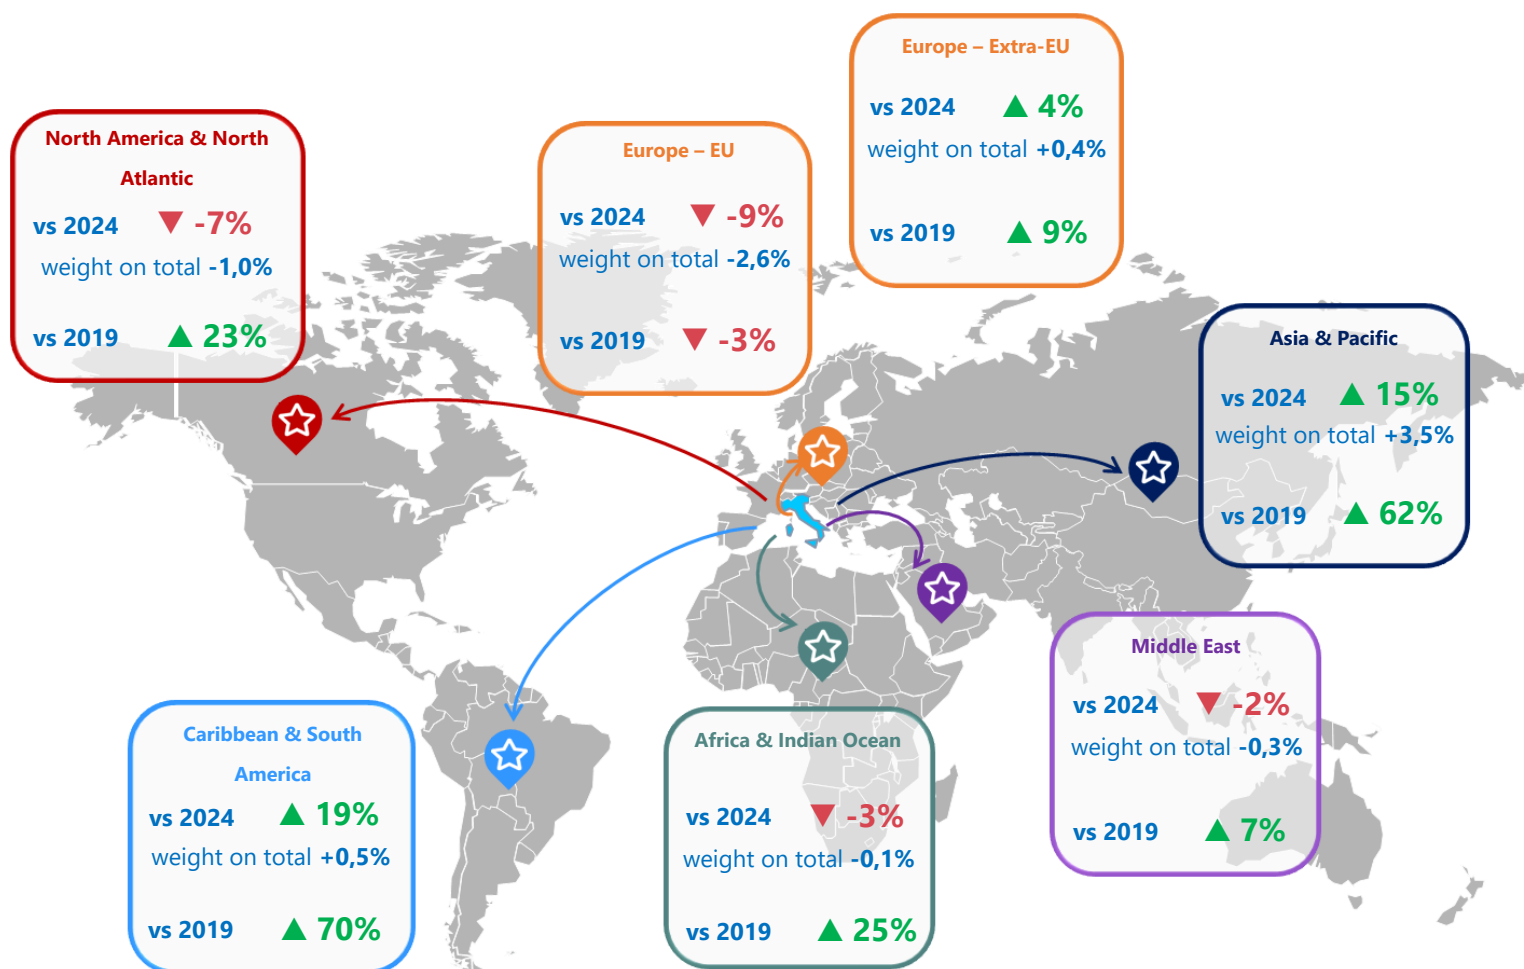 Europe – Extra-EU
vs 2024 ▲ 4%
weight on total +0,4%
vs 2019 ▲ 9%
North America & North
Atlantic
vs 2024 ▼ -7%
weight on total -1,0%
vs 2019 ▲ 23%
Europe – EU
vs 2024 ▼ -9%
weight on total -2,6%
vs 2019 ▼ -3%
Asia & Pacific
vs 2024 ▲ 15%
weight on total +3,5%
vs 2019 ▲ 62%
Middle East
vs 2024 ▼ -2%
weight on total -0,3%
vs 2019 ▲ 7%
Caribbean & South
America
vs 2024 ▲ 19%
weight on total +0,5%
vs 2019 ▲ 70%
Africa & Indian Ocean
vs 2024 ▼ -3%
weight on total -0,1%
vs 2019 ▲ 25%